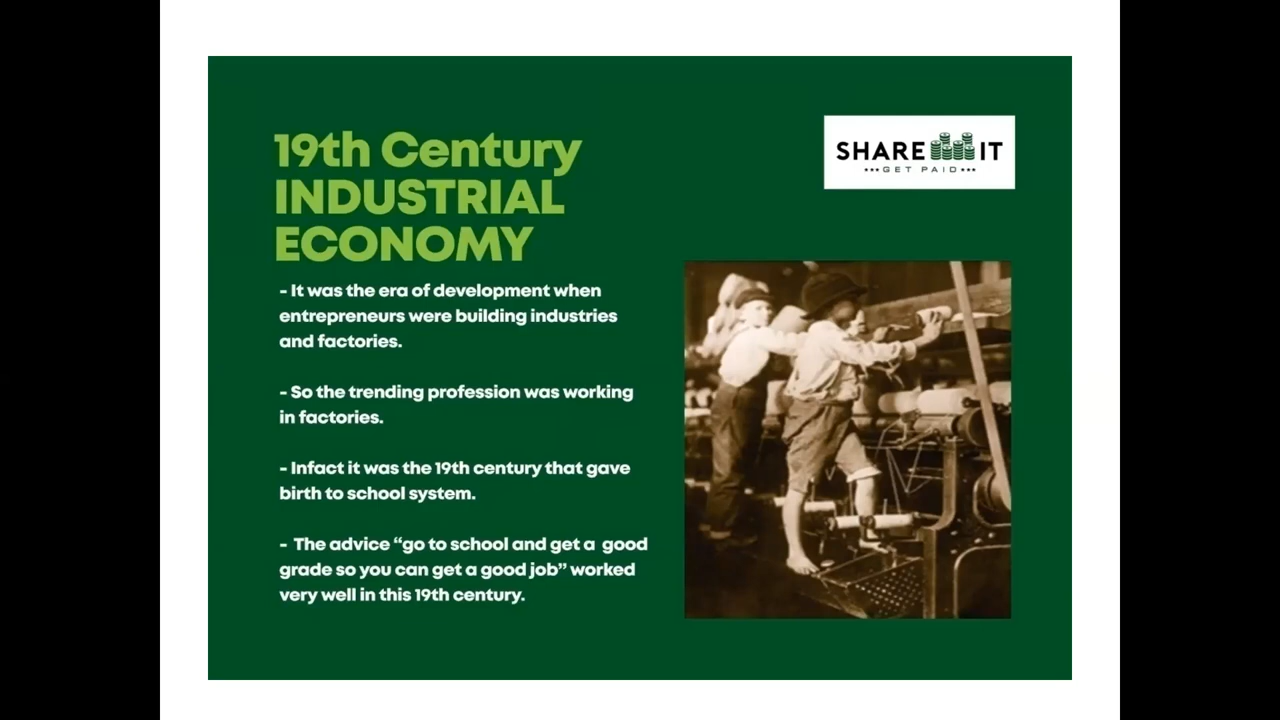 19th Century
INDUSTRIAL
ECONOMY
SHARE IT
GET PAID
- It was the era of development when
entrepreneurs were building industries
and factories.
- So the trending profession was working
in factories.
- Infact it was the 19th century that gave
birth to school system.
- The advice “go to school and get a good
grade so you can get a good job” worked
very well in this 19th century.